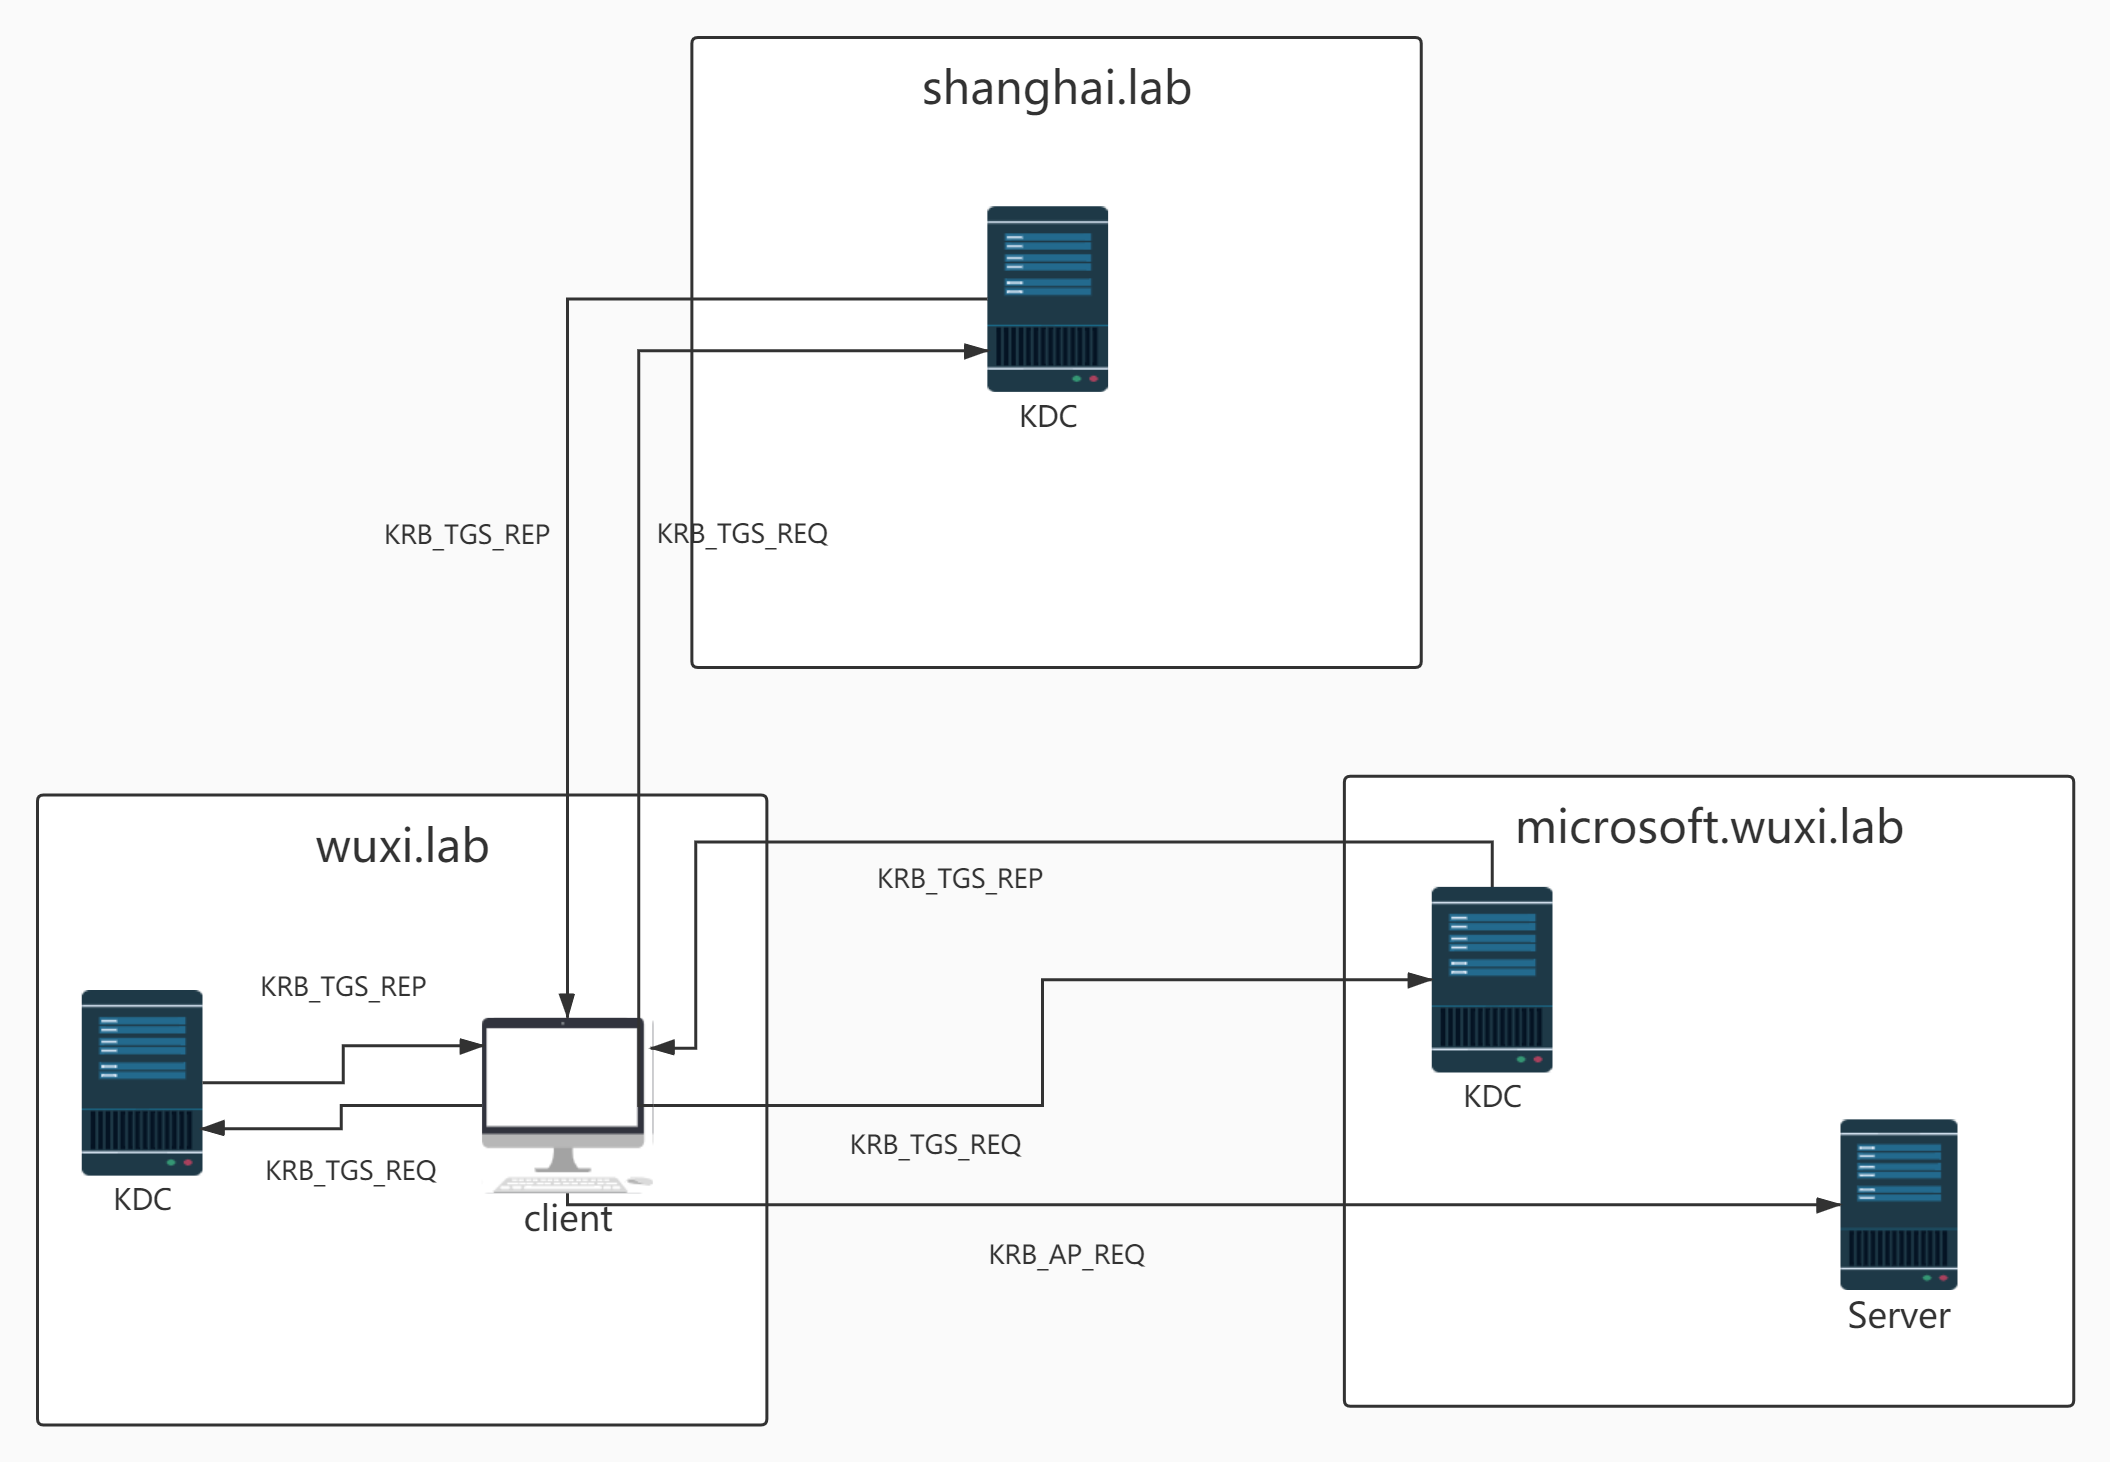 shanghai.lab
KDC
KRB_TGS_REP
KRB_TGS_REQ
wuxi.lab
KRB_TGS_REP
KDC
KRB_TGS_REQ
client
microsoft.wuxi.lab
KRB_TGS_REP
KDC
KRB_TGS_REQ
KRB_AP_REQ
Server